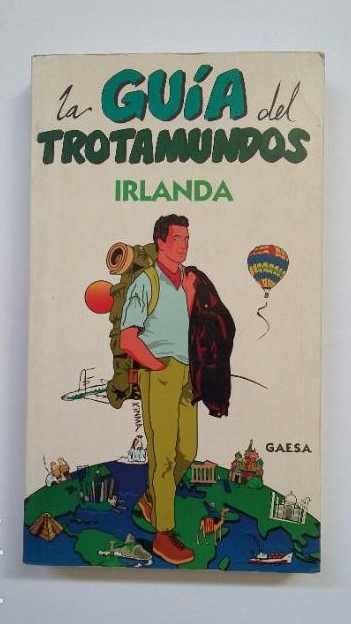 La GUÍA del
TROTAMUNDOS
IRLANDA
GAESA